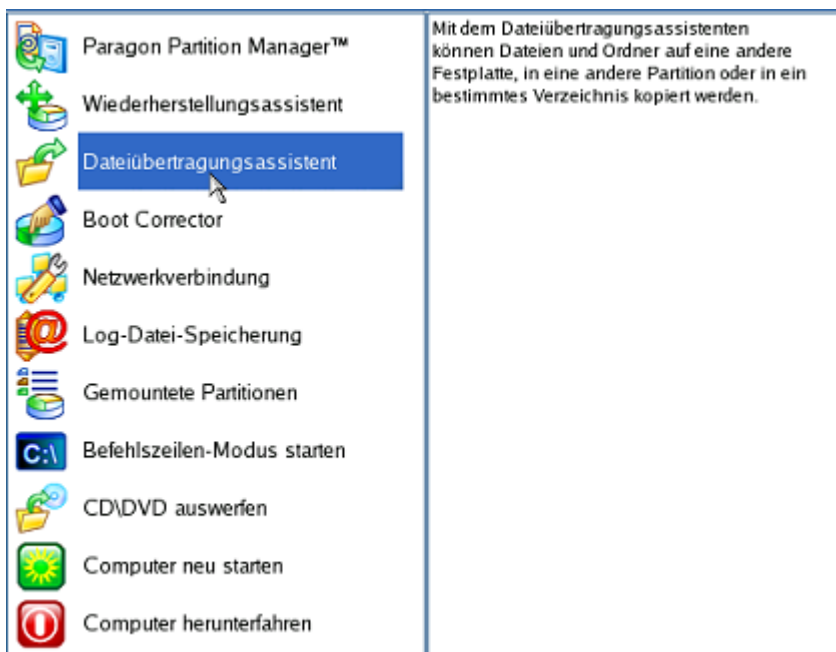 Paragon Partition Manager™
Wiederherstellungsassistent
Dateiübertragungsassistent
Boot Corrector
Netzwerkverbindung
Log-Datei-Speicherung
Gemountete Partitionen
C:\
Befehlszeilen-Modus starten
CD\DVD auswerfen
Computer neu starten
Computer herunterfahren
Mit dem Dateiübertragungsassistenten
können Dateien und Ordner auf eine andere
Festplatte, in eine andere Partition oder in ein
bestimmtes Verzeichnis kopiert werden.